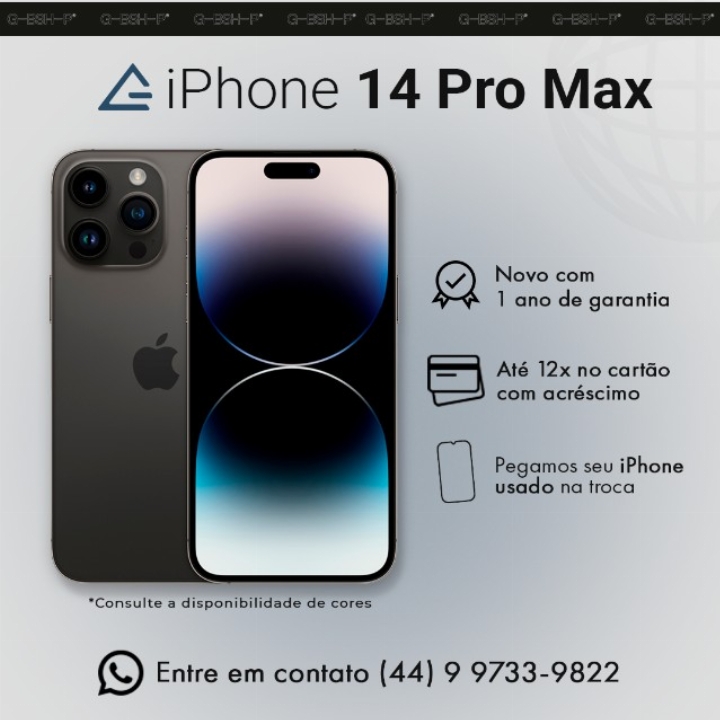 iPhone 14 Pro Max
Novo com
1 ano de garantia
Até 12x no cartão
com acréscimo
Pegamos seu iPhone
usado na troca
*Consulte a disponibilidade de cores
Entre em contato (44) 9 9733-9822